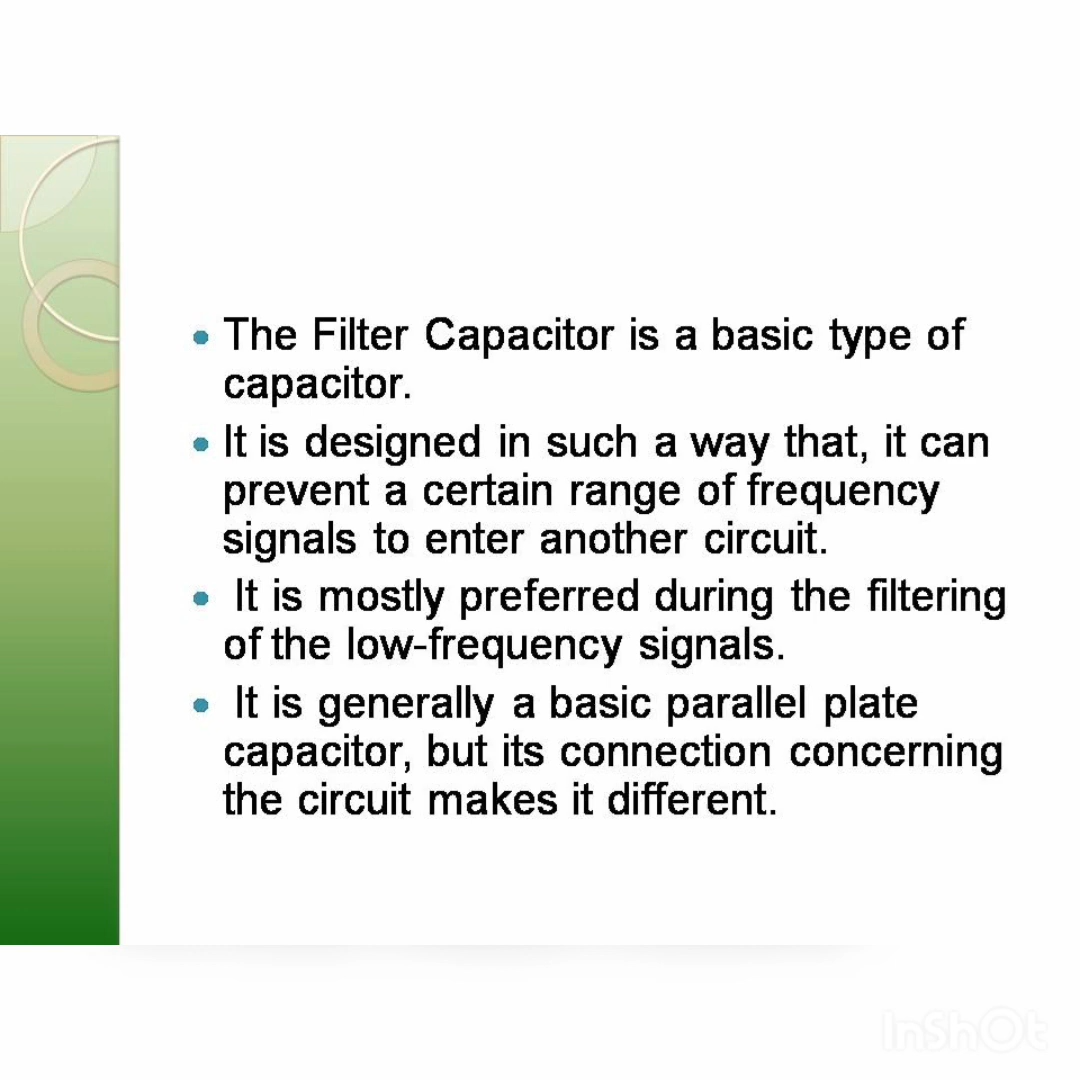 • The Filter Capacitor is a basic type of
capacitor.
• It is designed in such a way that, it can
prevent a certain range of frequency
signals to enter another circuit.
• It is mostly preferred during the filtering
of the low-frequency signals.
• It is generally a basic parallel plate
capacitor, but its connection concerning
the circuit makes it different.
InShOt